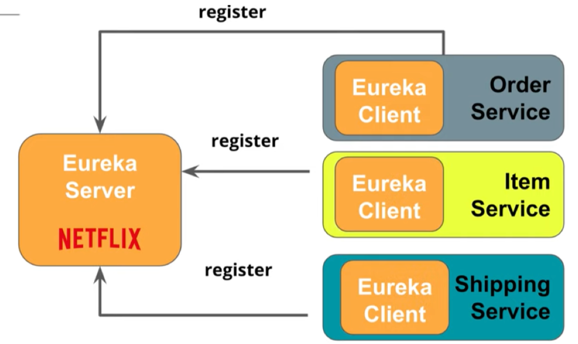 register
Eureka
Client
Order
Service
register
Eureka
Server
NETFLIX
Eureka
Client
Item
Service
register
Eureka
Client
Shipping
Service